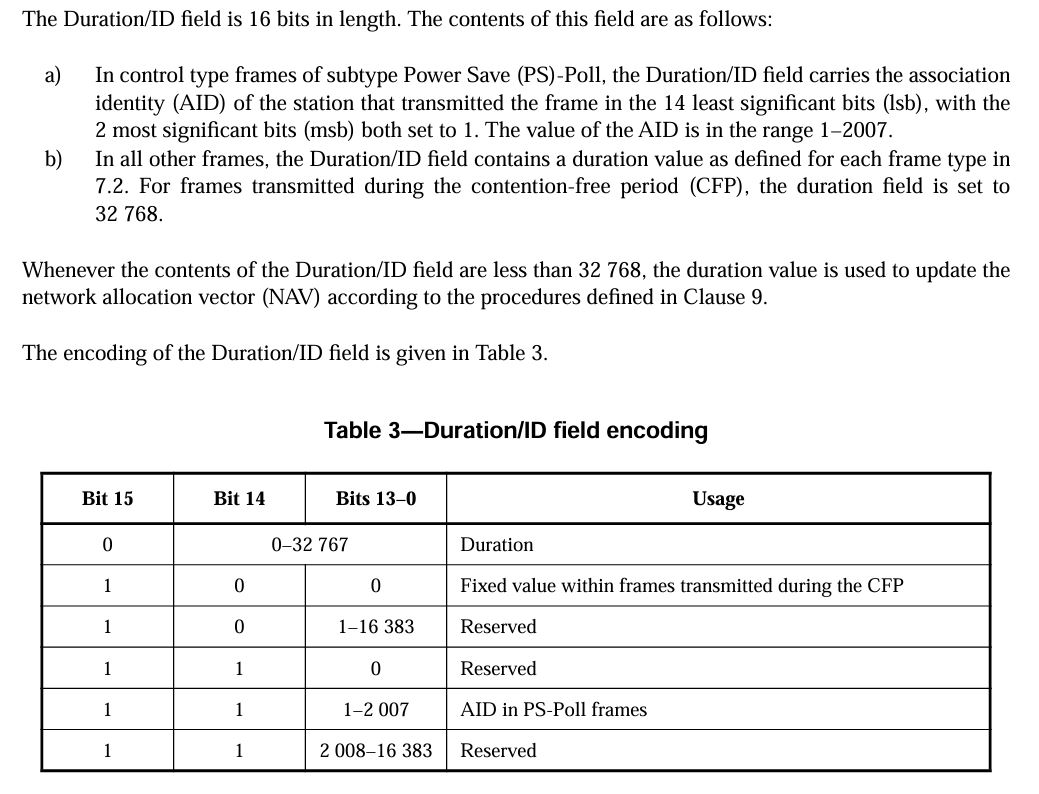 The Duration/ID field is 16 bits in length. The contents of this field are as follows:
a) In control type frames of subtype Power Save (PS)-Poll, the Duration/ID field carries the association
identity (AID) of the station that transmitted the frame in the 14 least significant bits (lsb), with the
2 most significant bits (msb) both set to 1. The value of the AID is in the range 1–2007.
b) In all other frames, the Duration/ID field contains a duration value as defined for each frame type in
7.2. For frames transmitted during the contention-free period (CFP), the duration field is set to
32 768.
Whenever the contents of the Duration/ID field are less than 32 768, the duration value is used to update the
network allocation vector (NAV) according to the procedures defined in Clause 9.
The encoding of the Duration/ID field is given in Table 3.
Table 3—Duration/ID field encoding
Bit 15 Bit 14 Bits 13–0 Usage
0 0–32 767 Duration
1 0 0 Fixed value within frames transmitted during the CFP
1 0 1–16 383 Reserved
1 1 0 Reserved
1 1 1–2 007 AID in PS-Poll frames
1 1 2 008–16 383 Reserved